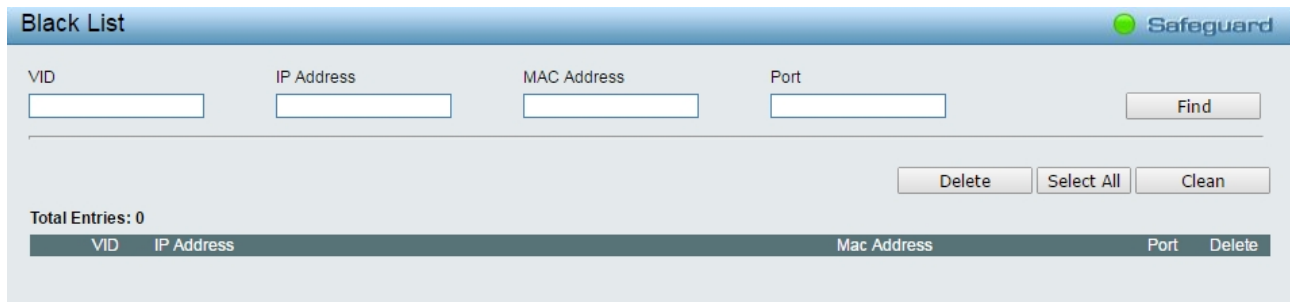 Black List Safeguard
VID IP Address MAC Address Port
Find
Delete Select All Clean
Total Entries: 0
VID IP Address Mac Address Port Delete